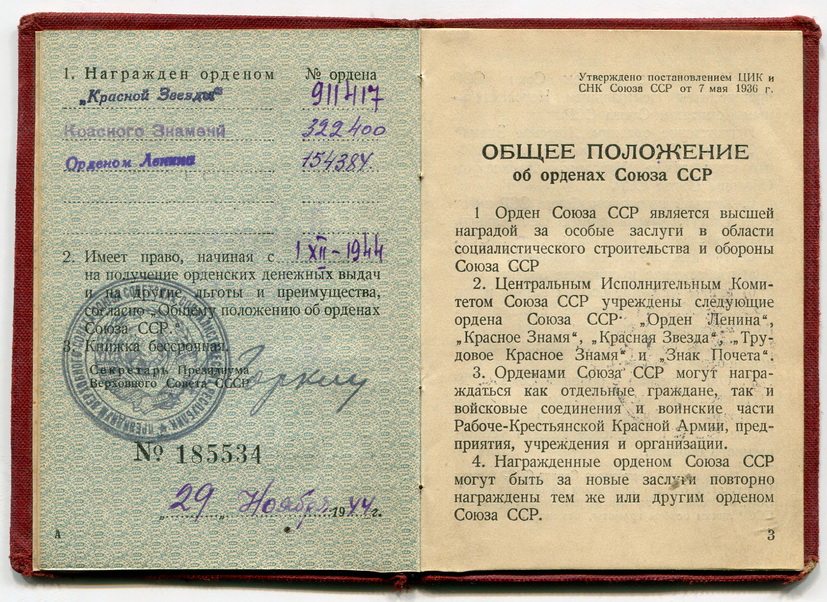 1. Награжден орденом № ордена
„Красной Звезды“ 911417
Красного Знамени 322400
Орденом Ленина 154384.
2. Имеет право, начиная с 1 XII-1944
на получение орденских денежных выдач
и на другие льготы и преимущества,
согласно „Общему положению об орденах
Союза ССР.“
3. Книжка бессрочная.
Секретарь Президиума
Верховного Совета СССР Горкин
№ 185534
„29„ Ноября 1944г.
А
Утверждено постановлением ЦИК и
СНК Союза ССР от 7 мая 1936 г.
ОБЩЕЕ ПОЛОЖЕНИЕ
об орденах Союза ССР
1 Орден Союза ССР является высшей
наградой за особые заслуги в области
социалистического строительства и обороны
Союза ССР
2. Центральным Исполнительным Коми-
тетом Союза ССР учреждены следующие
ордена Союза ССР· „Орден Ленина“,
„Красное Знамя“, „Красная Звезда“, „Тру-
довое Красное Знамя“ и „Знак Почета“.
3. Орденами Союза ССР могут награ-
ждаться как отдельные граждане, так и
войсковые соединения и воинские части
Рабоче-Крестьянской Красной Армии, пред-
приятия, учреждения и организации.
4. Награжденные орденом Союза ССР
могут быть за новые заслуги повторно
награждены тем же или другим орденом
Союза ССР.
3